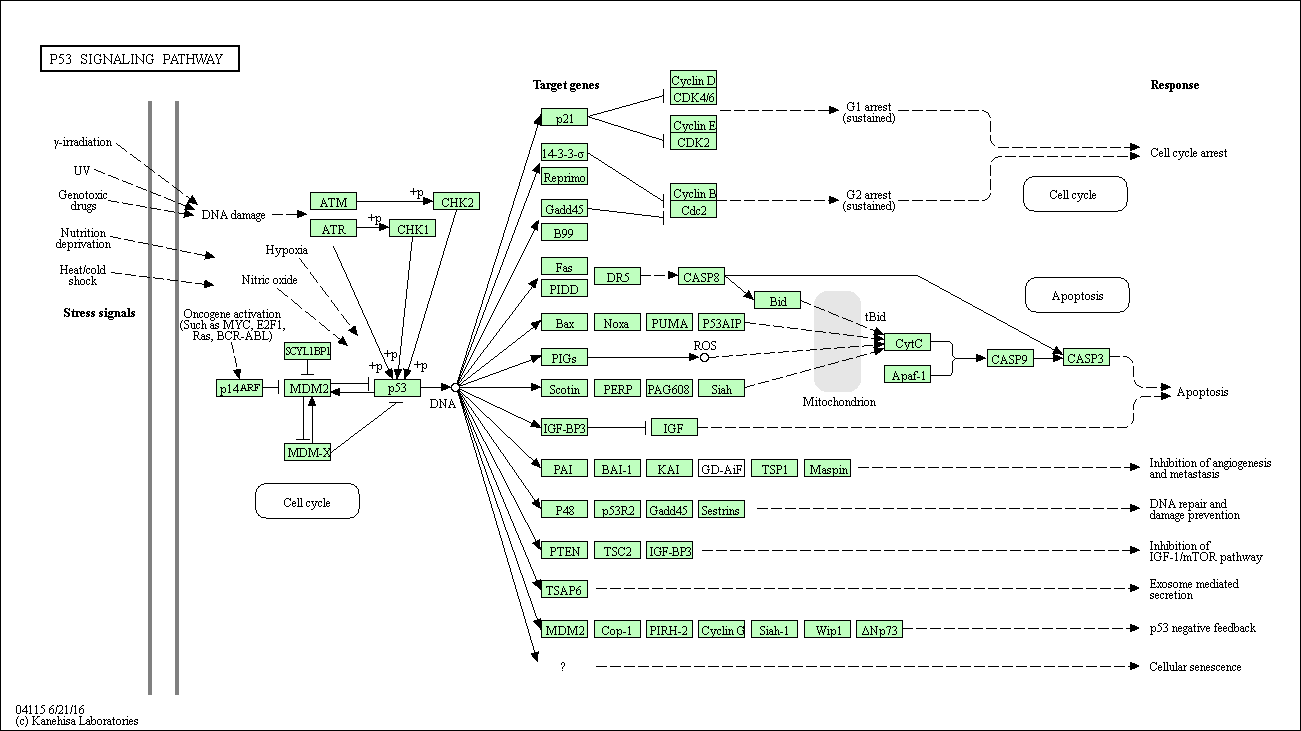 P53 SIGNALING PATHWAY
Target genes
Response
Cyclin D
CDK4/6
p21
G1 arrest
(sustained)
Cyclin E
CDK2
γ-irradiation
14-3-3-σ
Cell cycle arrest
UV
Reprimo
Genotoxic
drugs
DNA damage
ATM
+p
CHK2
Cyclin B
Cdc2
G2 arrest
(sustained)
Cell cycle
Gadd45
ATR
+p
CHK1
B99
Nutrition
deprivation
Hypoxia
Fas
Heat/cold
shock
Nitric oxide
DR5
CASP8
PIDD
Bid
Apoptosis
Stress signals
Oncogene activation
(Such as MYC, E2F1,
Ras, BCR-ABL)
Bax
Noxa
PUMA
P53AIP
tBid
SCYL1BP1
+p
+p
+p
PIGs
ROS
CytC
CASP9
CASP3
Apaf-1
p14ARF
MDM2
p53
DNA
Scotin
PERP
PAG608
Siah
Mitochondrion
Apoptosis
IGF-BP3
IGF
MDM-X
PAI
BAI-1
KAI
GD-AiF
TSP1
Maspin
Inhibition of angiogenesis
and metastasis
Cell cycle
P48
p53R2
Gadd45
Sestrins
DNA repair and
damage prevention
PTEN
TSC2
IGF-BP3
Inhibition of
IGF-1/mTOR pathway
TSAP6
Exosome mediated
secretion
MDM2
Cop-1
PIRH-2
Cyclin G
Siah-1
Wip1
ΔNp73
p53 negative feedback
?
Cellular senescence
04115 6/21/16
(c) Kanehisa Laboratories